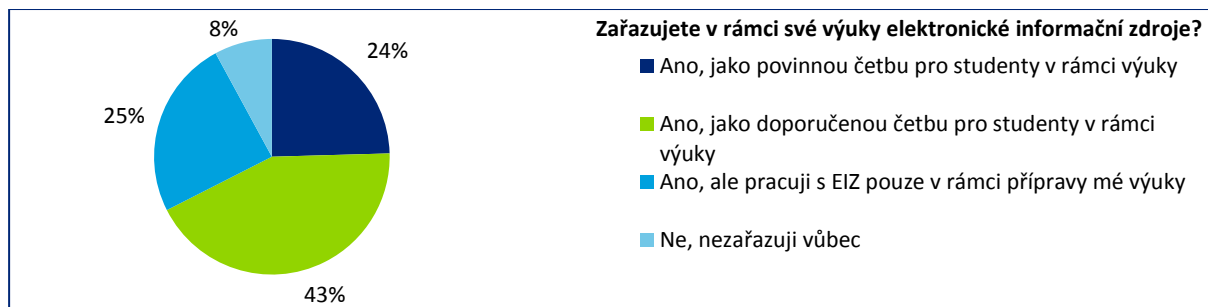 Zařazujete v rámci své výuky elektronické informační zdroje?
8%
24%
25%
43%
Ano, jako povinnou četbu pro studenty v rámci výuky
Ano, jako doporučenou četbu pro studenty v rámci
výuky
Ano, ale pracuji s EIZ pouze v rámci přípravy mé výuky
Ne, nezařazuji vůbec